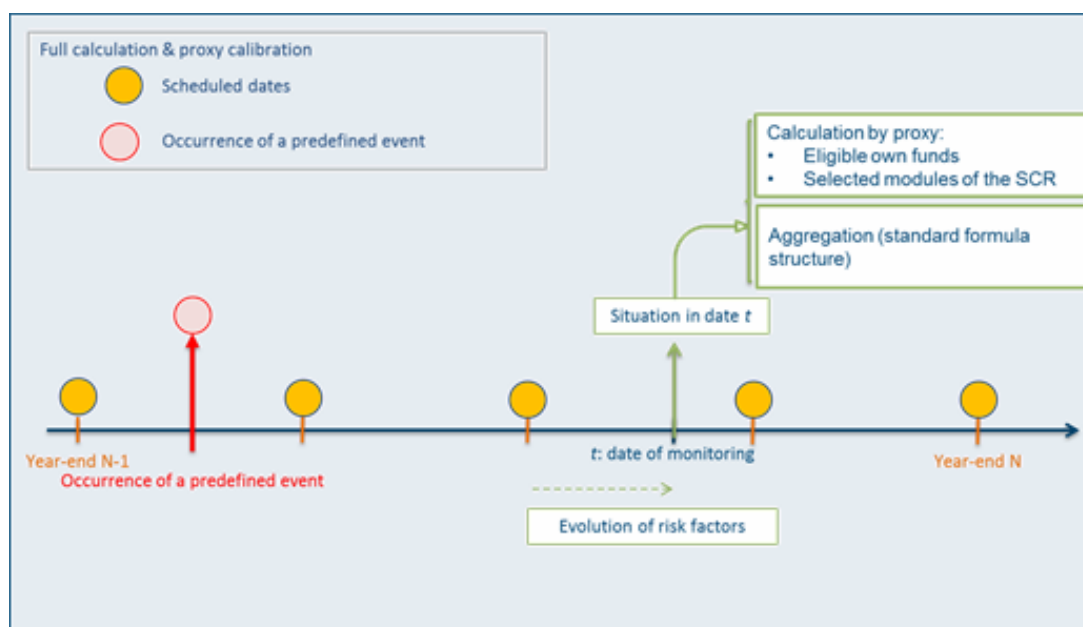 Full calculation & proxy calibration
Scheduled dates
Occurrence of a predefined event
Calculation by proxy:
• Eligible own funds
• Selected modules of the SCR
Aggregation (standard formula
structure)
Situation in date t
Year-end N-1
t: date of monitoring
Year-end N
Occurrence of a predefined event
Evolution of risk factors